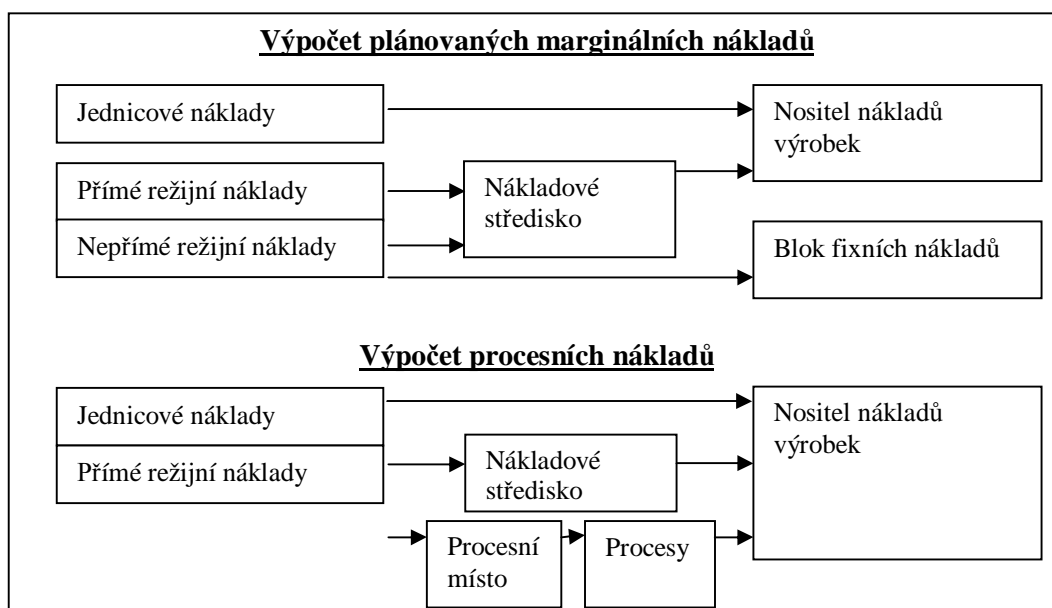 Výpočet plánovaných marginálních nákladů
Jednicové náklady
Nositel nákladů
výrobek
Přímé režijní náklady
Nákladové
středisko
Nepřímé režijní náklady
Blok fixních nákladů
Výpočet procesních nákladů
Jednicové náklady
Nositel nákladů
výrobek
Přímé režijní náklady
Nákladové
středisko
Procesní
místo
Procesy